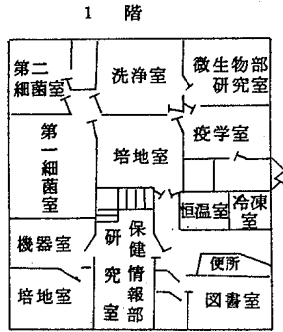 1 階
第二
細菌室
洗浄室
微生物部
研究室
疫学室
第一細菌室
培地室
恒温室
冷凍
室
機器室
保健情報部
研究室
便所
培地室
図書室